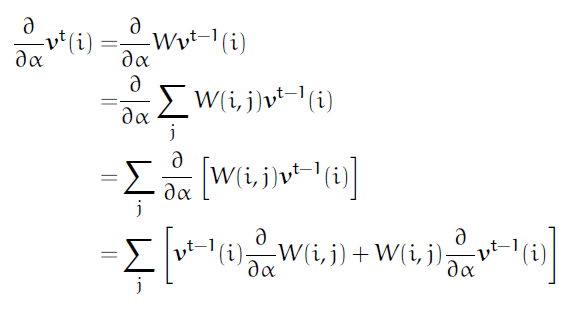 ∂/∂α v^t(i) = ∂/∂α Wv^{t−1}(i)
= ∂/∂α ∑_j W(i,j)v^{t−1}(i)
= ∑_j ∂/∂α [W(i,j)v^{t−1}(i)]
= ∑_j [v^{t−1}(i) ∂/∂α W(i,j) + W(i,j) ∂/∂α v^{t−1}(i)]